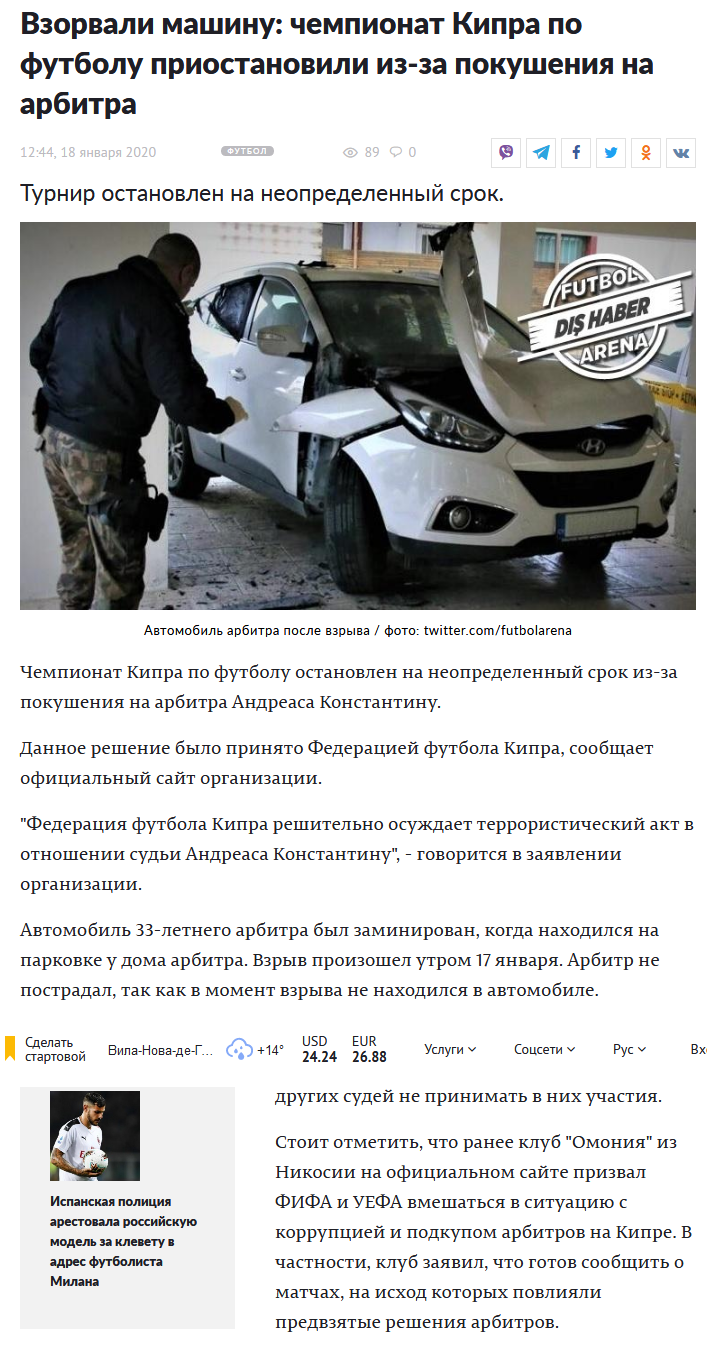 Взорвали машину: чемпионат Кипра по
футболу приостановили из-за покушения на
арбитра
12:44, 18 января 2020
ФУТБОЛ
89
0
Турнир остановлен на неопределенный срок.
FUTBOL
DIŞ HABER
ARENA
Автомобиль арбитра после взрыва / фото: twitter.com/futbolarena
Чемпионат Кипра по футболу остановлен на неопределенный срок из-за
покушения на арбитра Андреаса Константину.
Данное решение было принято Федерацией футбола Кипра, сообщает
официальный сайт организации.
"Федерация футбола Кипра решительно осуждает террористический акт в
отношении судьи Андреаса Константину", - говорится в заявлении
организации.
Автомобиль 33-летнего арбитра был заминирован, когда находился на
парковке у дома арбитра. Взрыв произошел утром 17 января. Арбитр не
пострадал, так как в момент взрыва не находился в автомобиле.
Сделать
стартовой
Вила-Нова-де-Г...
+14°
USD
24.24
EUR
26.88
Услуги
Соцсети
Рус
Вх
Испанская полиция
арестовала российскую
модель за клевету в
адрес футболиста
Милана
других судей не принимать в них участия.
Стоит отметить, что ранее клуб "Омония" из
Никосии на официальном сайте призвал
ФИФА и УЕФА вмешаться в ситуацию с
коррупцией и подкупом арбитров на Кипре. В
частности, клуб заявил, что готов сообщить о
матчах, на исход которых повлияли
предвзятые решения арбитров.